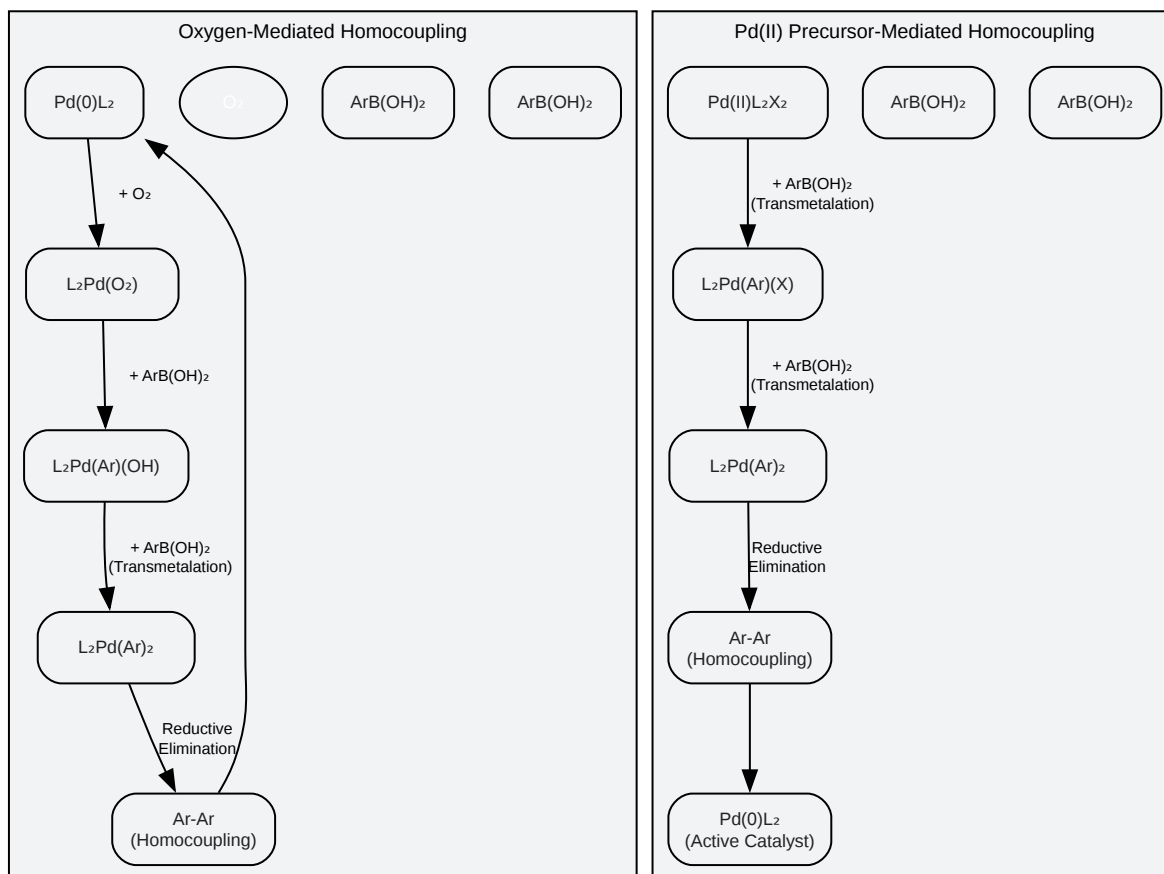 Oxygen-Mediated Homocoupling
Pd(0)L₂
O₂
ArB(OH)₂
ArB(OH)₂
+ O₂
L₂Pd(O₂)
+ ArB(OH)₂
L₂Pd(Ar)(OH)
+ ArB(OH)₂
(Transmetalation)
L₂Pd(Ar)₂
Reductive
Elimination
Ar-Ar
(Homocoupling)
Pd(II) Precursor-Mediated Homocoupling
Pd(II)L₂X₂
ArB(OH)₂
ArB(OH)₂
+ ArB(OH)₂
(Transmetalation)
L₂Pd(Ar)(X)
+ ArB(OH)₂
(Transmetalation)
L₂Pd(Ar)₂
Reductive
Elimination
Ar-Ar
(Homocoupling)
Pd(0)L₂
(Active Catalyst)